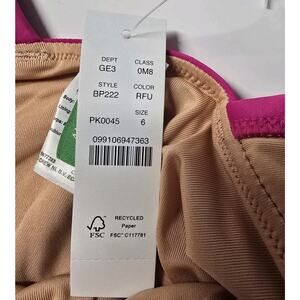 DEPT CLASS
GE3 0M8
STYLE COLOR
BP222 RFU
SIZE
PK0045 6
099106947363
RECYCLED
Paper
FSC FSC® C117781